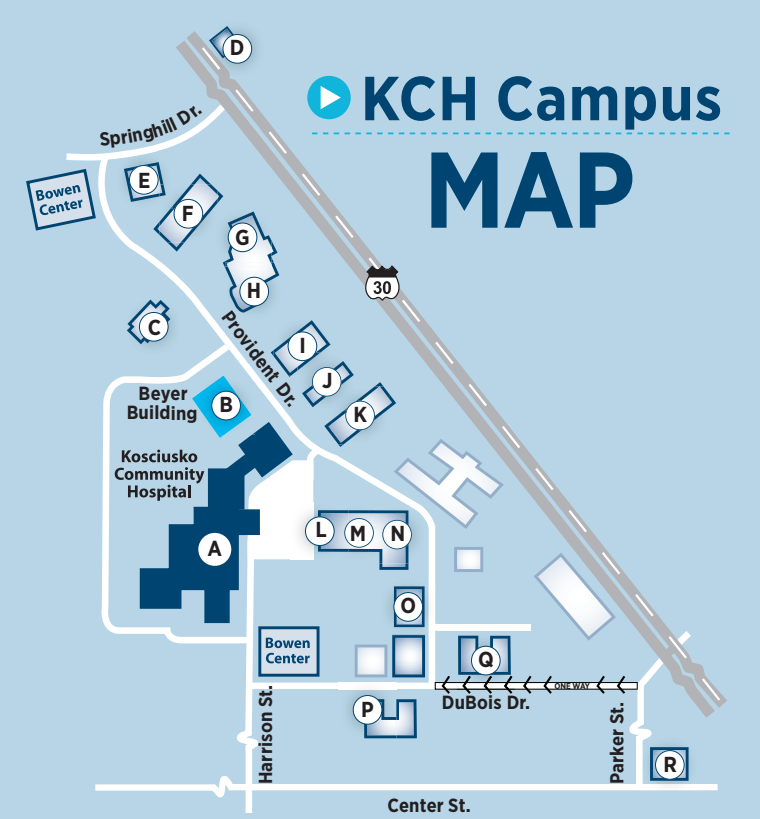 D
KCH Campus
MAP
Springhill Dr.
E
Bowen
Center
F
G
H
30
C
Provident Dr.
I
J
K
Beyer
Building
B
Kosciusko
Community
Hospital
A
L
M
N
O
Bowen
Center
Q
ONE WAY
DuBois Dr.
P
Harrison St.
Parker St.
R
Center St.